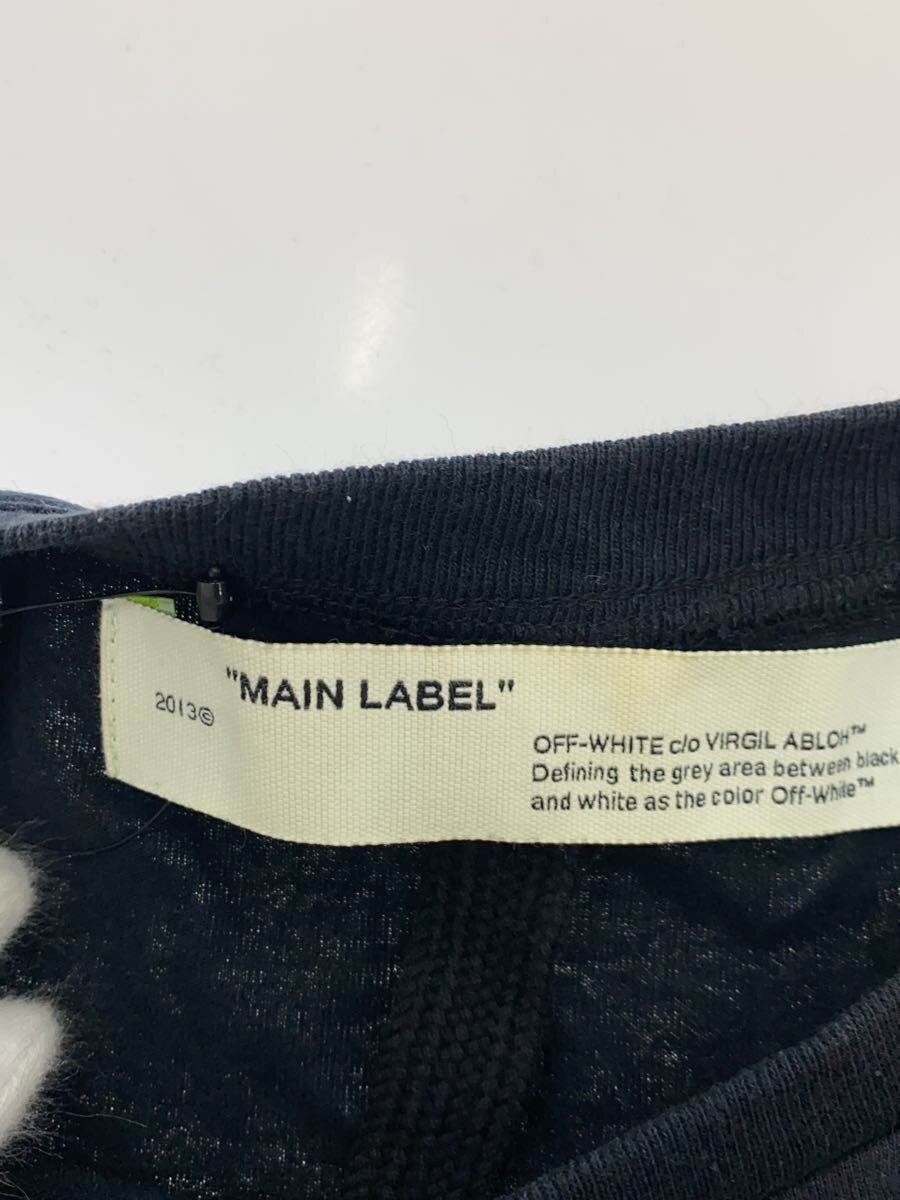 "MAIN LABEL"
2013©
OFF-WHITE c/o VIRGIL ABLOH™
Defining the grey area between black
and white as the color Off-White™